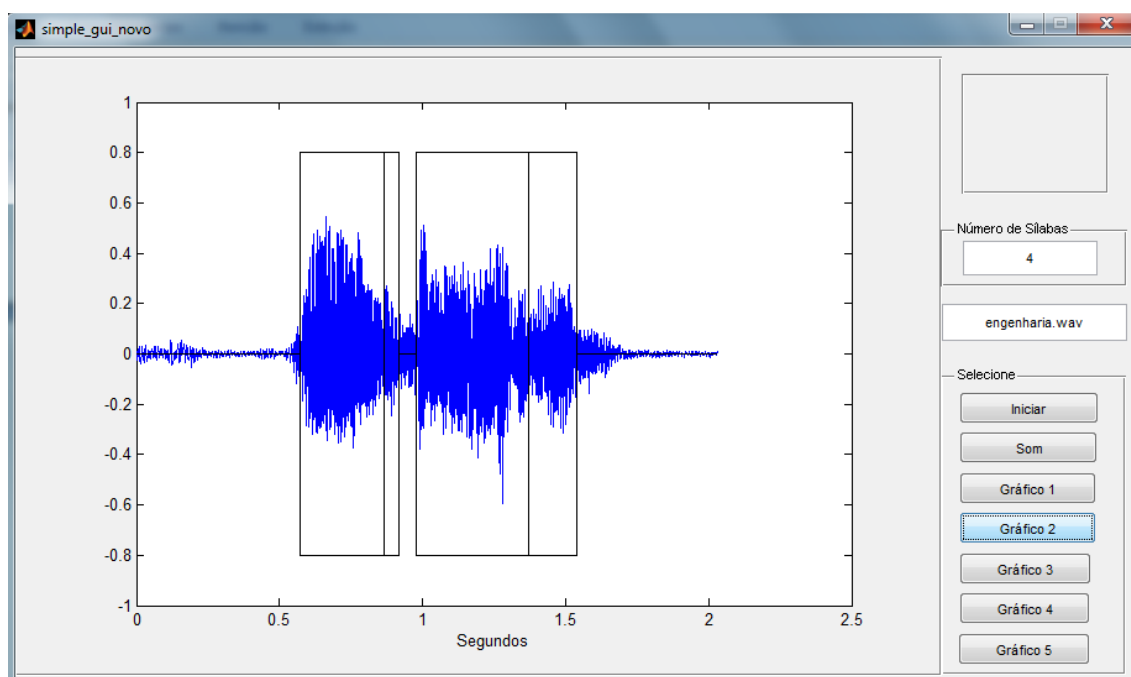 simple_gui_novo
1
0.8
0.6
0.4
0.2
0
-0.2
-0.4
-0.6
-0.8
-1
0
0.5
1
1.5
2
2.5
Segundos
Número de Sílabas
4
engenharia.wav
Selecione
Iniciar
Som
Gráfico 1
Gráfico 2
Gráfico 3
Gráfico 4
Gráfico 5